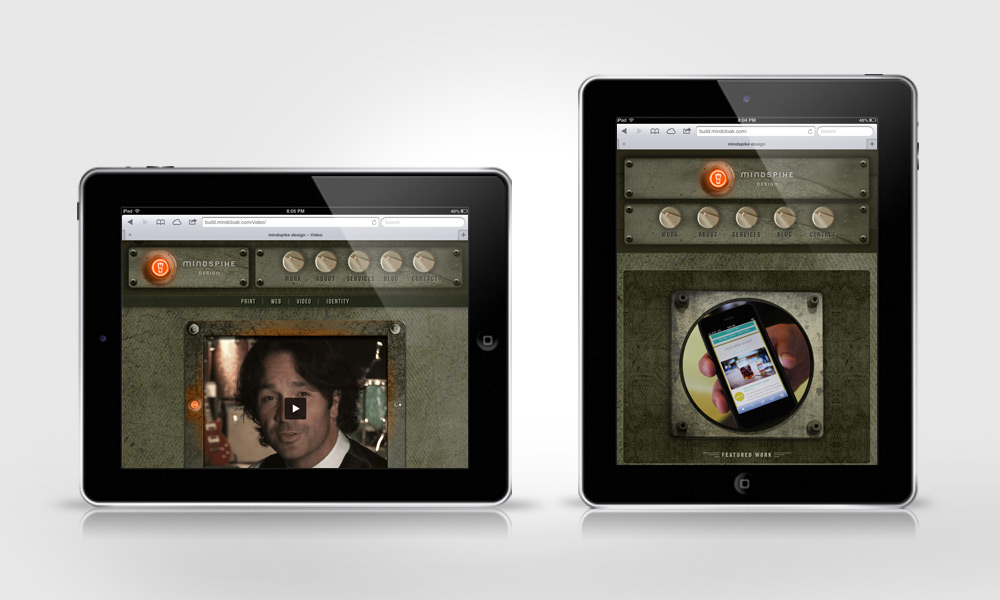 iPad 8:05 PM 40%
build.mindcloak.com/video/ Search
mindspike design – Video
MINDSPIKE
DESIGN
WORK ABOUT SERVICES BLOG CONTACT
PRINT WEB VIDEO IDENTITY
iPad 8:04 PM 40%
build.mindcloak.com/ Search
mindspike design
MINDSPIKE
DESIGN
WORK ABOUT SERVICES BLOG CONTACT
FEATURED WORK